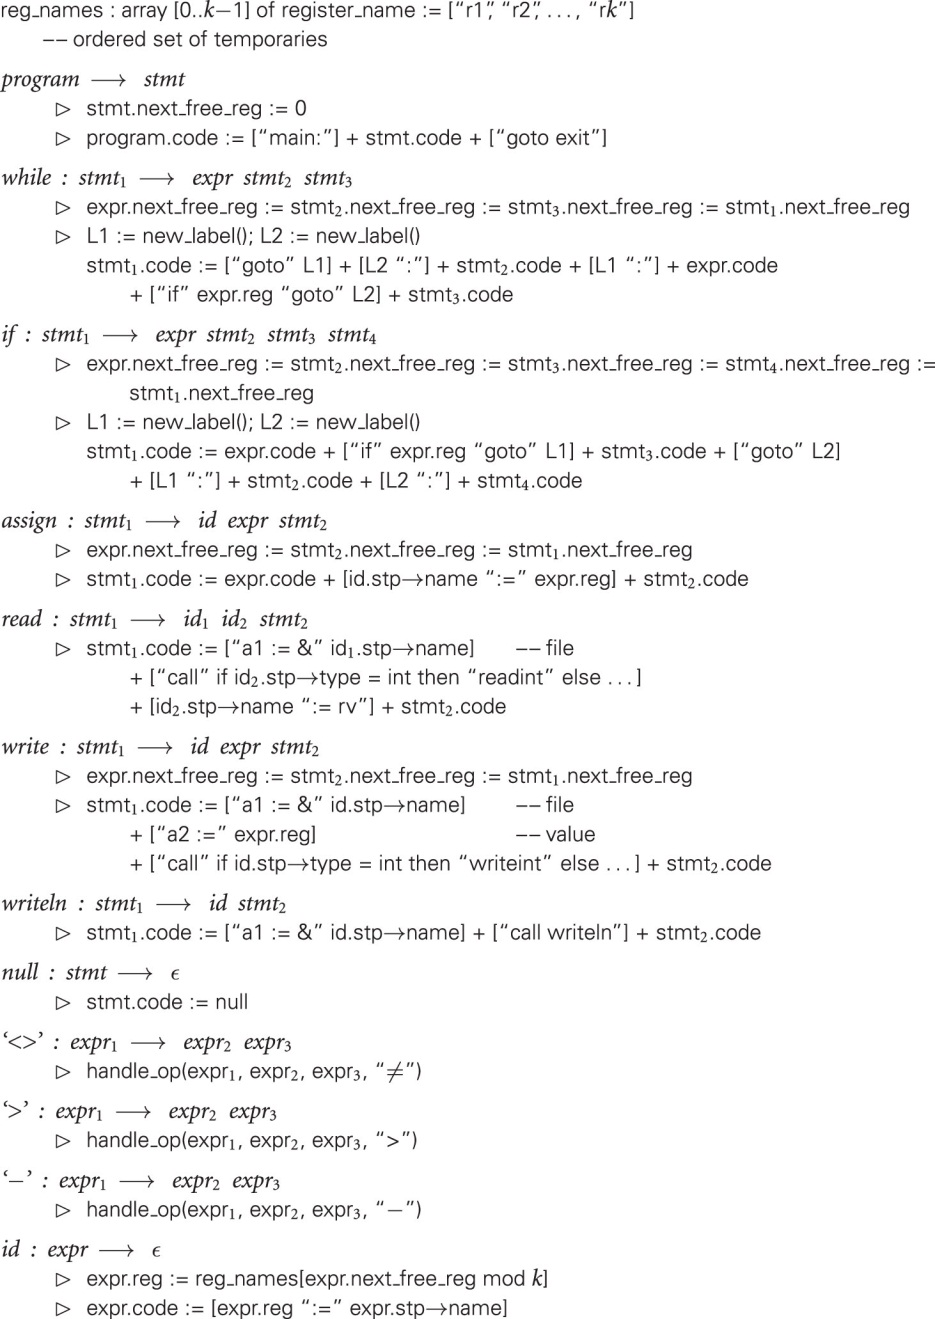 reg_names : array [0..k−1] of register_name := [“r1”, “r2”, . . . , “rk”]
−− ordered set of temporaries
program ⟶ stmt
▷ stmt.next_free_reg := 0
▷ program.code := [“main:”] + stmt.code + [“goto exit”]
while : stmt₁ ⟶ expr stmt₂ stmt₃
▷ expr.next_free_reg := stmt₂.next_free_reg := stmt₃.next_free_reg := stmt₁.next_free_reg
▷ L1 := new_label(); L2 := new_label()
stmt₁.code := [“goto” L1] + [L2 “:”] + stmt₂.code + [L1 “:”] + expr.code
+ [“if” expr.reg “goto” L2] + stmt₃.code
if : stmt₁ ⟶ expr stmt₂ stmt₃ stmt₄
▷ expr.next_free_reg := stmt₂.next_free_reg := stmt₃.next_free_reg := stmt₄.next_free_reg :=
stmt₁.next_free_reg
▷ L1 := new_label(); L2 := new_label()
stmt₁.code := expr.code + [“if” expr.reg “goto” L1] + stmt₃.code + [“goto” L2]
+ [L1 “:”] + stmt₂.code + [L2 “:”] + stmt₄.code
assign : stmt₁ ⟶ id expr stmt₂
▷ expr.next_free_reg := stmt₂.next_free_reg := stmt₁.next_free_reg
▷ stmt₁.code := expr.code + [id.stp→name “:=” expr.reg] + stmt₂.code
read : stmt₁ ⟶ id₁ id₂ stmt₂
▷ stmt₁.code := [“a1 := &” id₁.stp→name] −− file
+ [“call” if id₂.stp→type = int then “readint” else . . . ]
+ [id₂.stp→name “:= rv”] + stmt₂.code
write : stmt₁ ⟶ id expr stmt₂
▷ expr.next_free_reg := stmt₂.next_free_reg := stmt₁.next_free_reg
▷ stmt₁.code := [“a1 := &” id.stp→name] −− file
+ [“a2 :=” expr.reg] −− value
+ [“call” if id.stp→type = int then “writeint” else . . . ] + stmt₂.code
writeln : stmt₁ ⟶ id stmt₂
▷ stmt₁.code := [“a1 := &” id.stp→name] + [“call writeln”] + stmt₂.code
null : stmt ⟶ ϵ
▷ stmt.code := null
‘<>’ : expr₁ ⟶ expr₂ expr₃
▷ handle_op(expr₁, expr₂, expr₃, “≠”)
‘>’ : expr₁ ⟶ expr₂ expr₃
▷ handle_op(expr₁, expr₂, expr₃, “>”)
‘−’ : expr₁ ⟶ expr₂ expr₃
▷ handle_op(expr₁, expr₂, expr₃, “−”)
id : expr ⟶ ϵ
▷ expr.reg := reg_names[expr.next_free_reg mod k]
▷ expr.code := [expr.reg “:=” expr.stp→name]